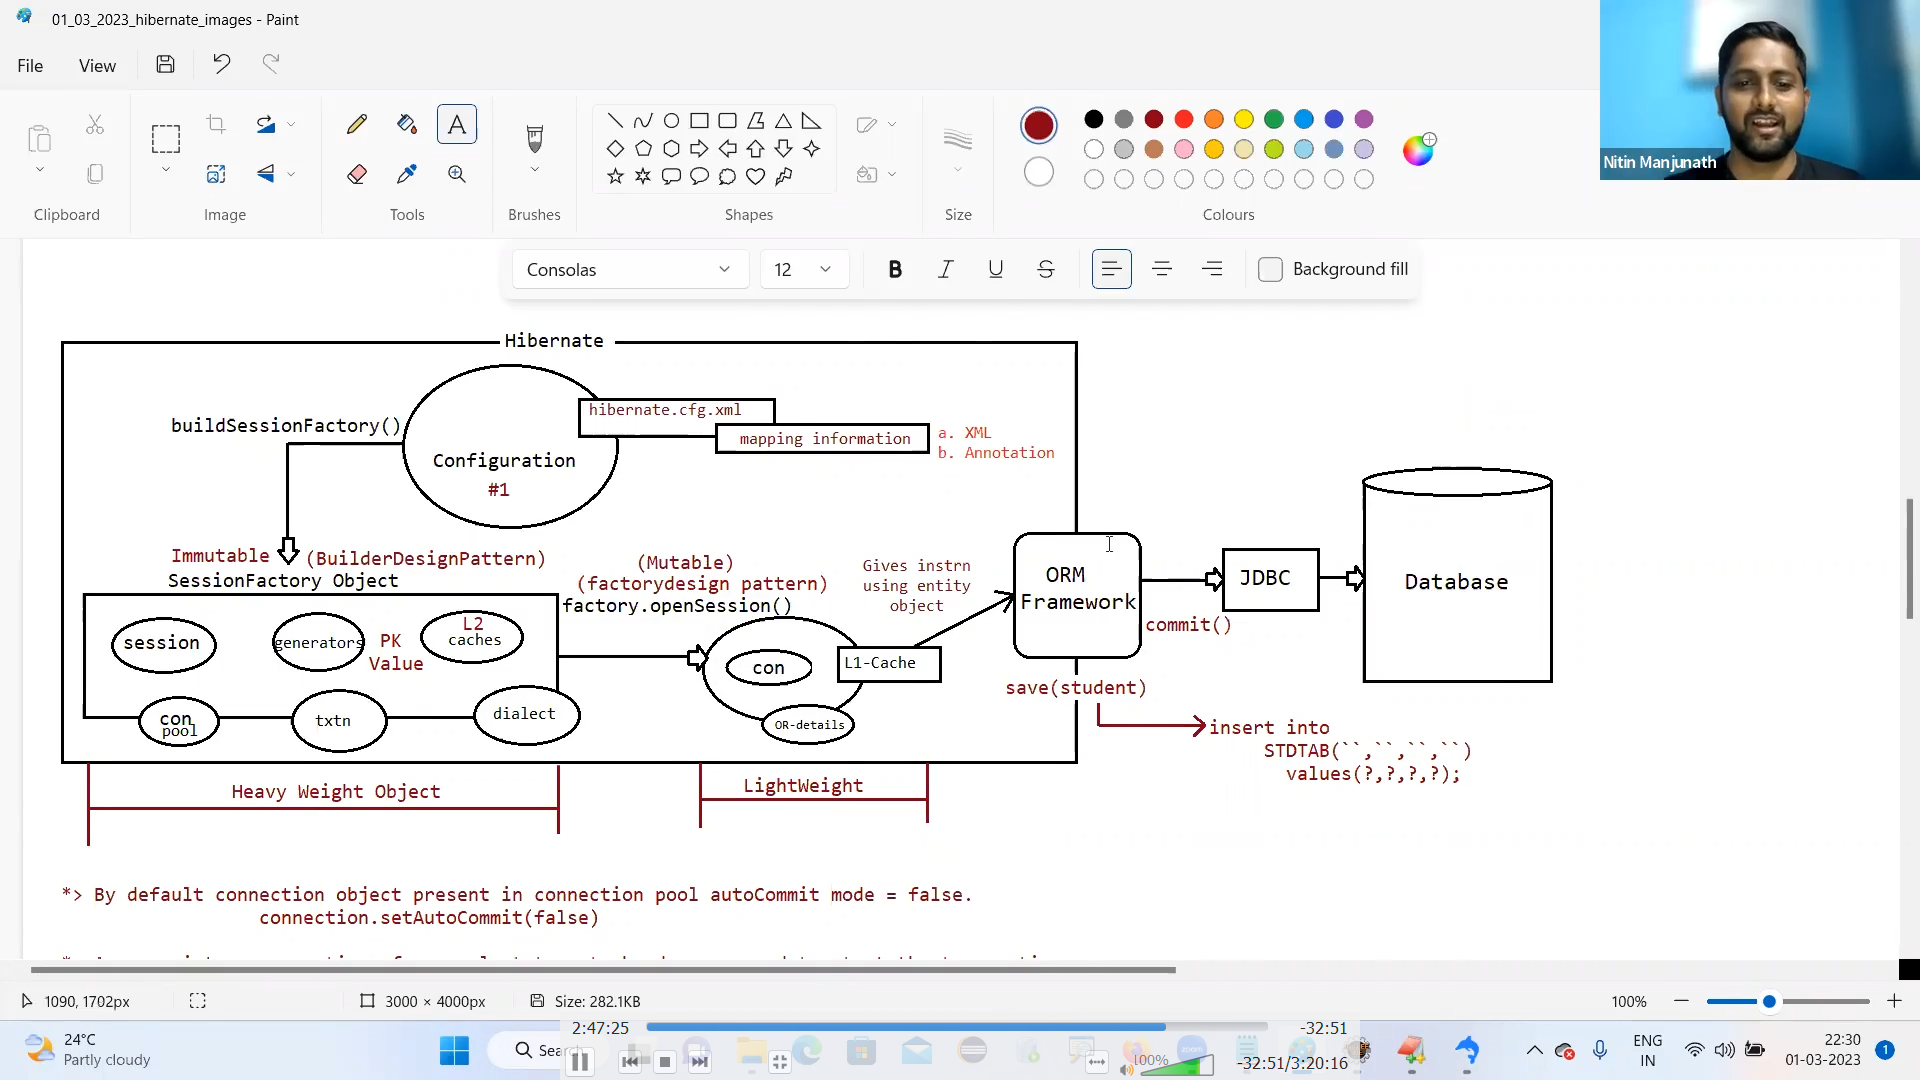 01_03_2023_hibernate_images - Paint
File
View
Clipboard
Image
Tools
Brushes
Shapes
Size
Colours
Nitin Manjunath
Consolas
12
B
I
U
S
Background fill
Hibernate
hibernate.cfg.xml
buildSessionFactory()
mapping information
a. XML
b. Annotation
Configuration
#1
Immutable
(BuilderDesignPattern)
SessionFactory Object
(Mutable)
(factorydesign pattern)
factory.openSession()
Gives instrn
using entity
object
ORM
Framework
JDBC
Database
commit()
session
generators
PK
Value
L2
caches
con
L1-Cache
save(student)
con
pool
txtn
dialect
OR-details
insert into
STDTAB(``,``,``,``)
values(?,?,?,?);
Heavy Weight Object
LightWeight
*> By default connection object present in connection pool autoCommit mode = false.
connection.setAutoCommit(false)
1090, 1702px
3000 × 4000px
Size: 282.1KB
100%
24°C
Partly cloudy
Sea
2:47:25
-32:51
100%
-32:51/3:20:16
zoom
ENG
IN
22:30
01-03-2023
1